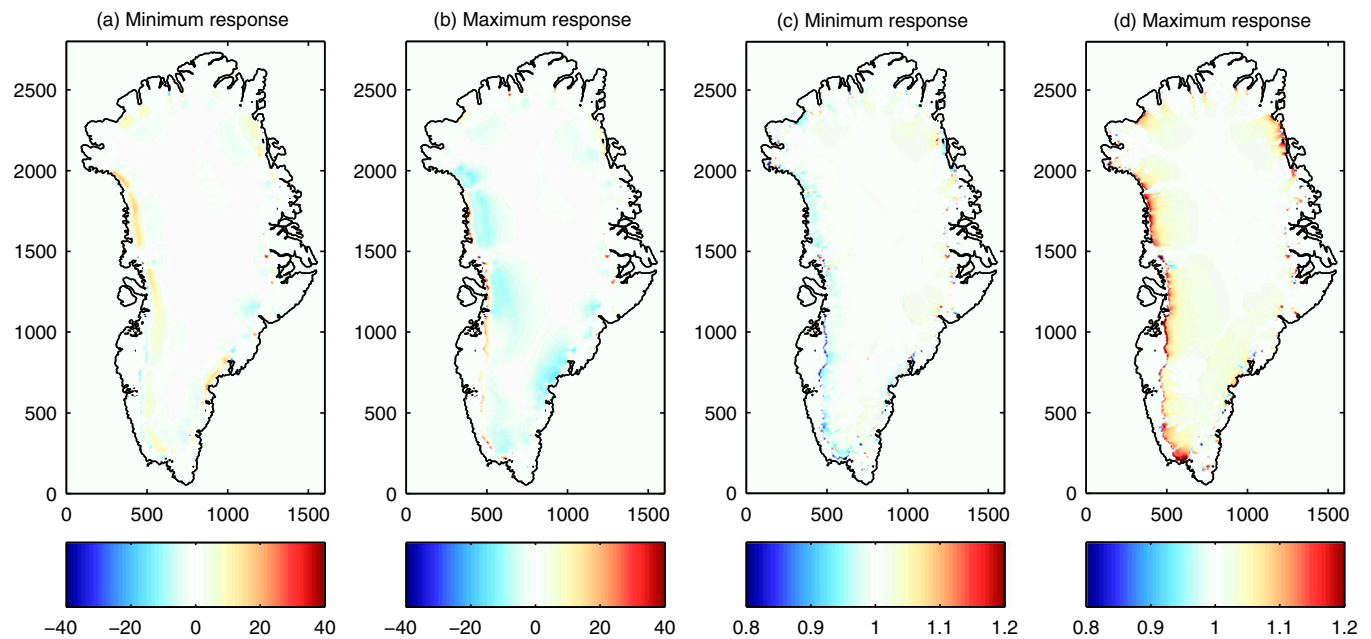 (a) Minimum response (b) Maximum response (c) Minimum response (d) Maximum response
2500 2500 2500 2500
2000 2000 2000 2000
1500 1500 1500 1500
1000 1000 1000 1000
500 500 500 500
0 0 0 0
0 500 1000 1500 0 500 1000 1500 0 500 1000 1500 0 500 1000 1500
−40 −20 0 20 40 −40 −20 0 20 40 0.8 0.9 1 1.1 1.2 0.8 0.9 1 1.1 1.2